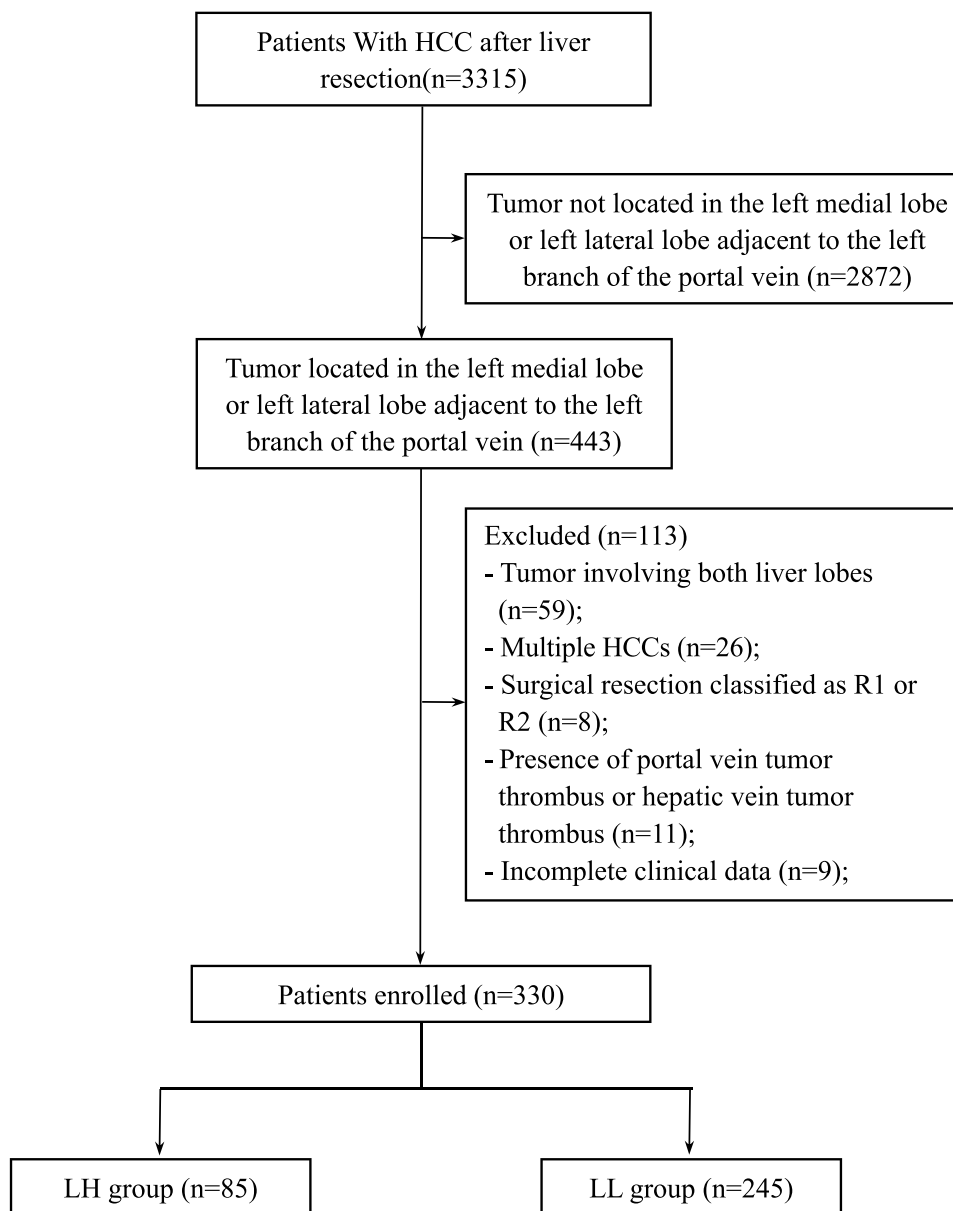 Patients With HCC after liver
resection(n=3315)
Tumor not located in the left medial lobe
or left lateral lobe adjacent to the left
branch of the portal vein (n=2872)
Tumor located in the left medial lobe
or left lateral lobe adjacent to the left
branch of the portal vein (n=443)
Excluded (n=113)
- Tumor involving both liver lobes
(n=59);
- Multiple HCCs (n=26);
- Surgical resection classified as R1 or
R2 (n=8);
- Presence of portal vein tumor
thrombus or hepatic vein tumor
thrombus (n=11);
- Incomplete clinical data (n=9);
Patients enrolled (n=330)
LH group (n=85)
LL group (n=245)